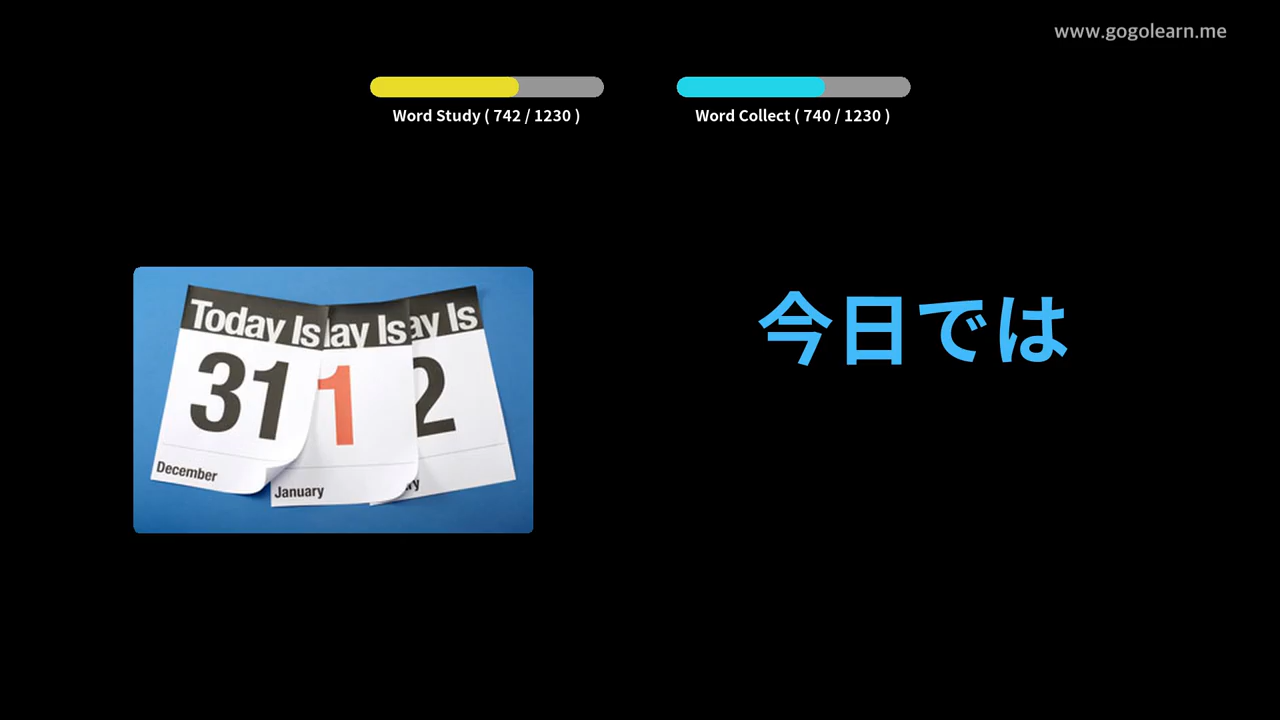 www.gogolearn.me
Word Study ( 742 / 1230 )
Word Collect ( 740 / 1230 )
今日では
Today Is
31
December
day Is
1
January
ay Is
2
ry